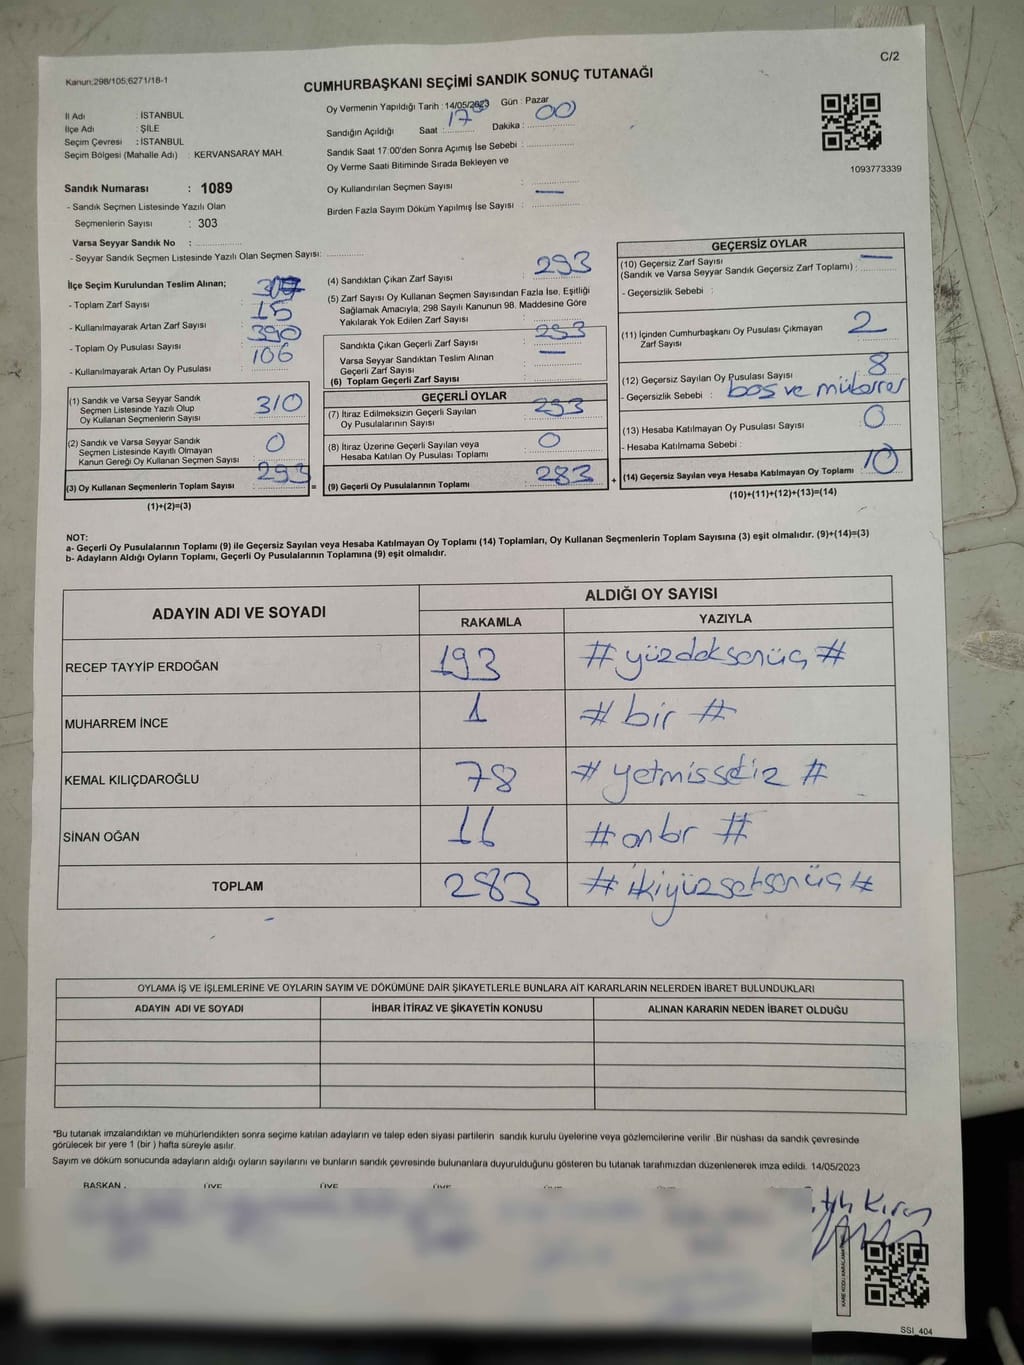 C/2
Kanun:298/105,6271/18-1
CUMHURBAŞKANI SEÇİMİ SANDIK SONUÇ TUTANAĞI
İl Adı : İSTANBUL
İlçe Adı : ŞİLE
Seçim Çevresi : İSTANBUL
Seçim Bölgesi (Mahalle Adı) : KERVANSARAY MAH.
Sandık Numarası : 1089
- Sandık Seçmen Listesinde Yazılı Olan
Seçmenlerin Sayısı : 303
Varsa Seyyar Sandık No :
- Seyyar Sandık Seçmen Listesinde Yazılı Olan Seçmen Sayısı:
Oy Vermenin Yapıldığı Tarih : 14/05/2023 Gün : Pazar
Sandığın Açıldığı Saat : 17 00 Dakika : 00
Sandık Saat 17:00'den Sonra Açımış İse Sebebi :
Oy Verme Saati Bitiminde Sırada Bekleyen ve
Oy Kullandırılan Seçmen Sayısı :
Birden Fazla Sayım Döküm Yapılmış İse Sayısı : —
1093773339
İlçe Seçim Kurulundan Teslim Alınan;
- Toplam Zarf Sayısı
- Kullanılmayarak Artan Zarf Sayısı 15
- Toplam Oy Pusulası Sayısı 390
- Kullanılmayarak Artan Oy Pusulası 106
(1) Sandık ve Varsa Seyyar Sandık
Seçmen Listesinde Yazılı Olup
Oy Kullanan Seçmenlerin Sayısı 310
(2) Sandık ve Varsa Seyyar Sandık
Seçmen Listesinde Kayıtlı Olmayan
Kanun Gereği Oy Kullanan Seçmen Sayısı 0
(3) Oy Kullanan Seçmenlerin Toplam Sayısı 293 =
(1)+(2)=(3)
(4) Sandıktan Çıkan Zarf Sayısı : 293
(5) Zarf Sayısı Oy Kullanan Seçmen Sayısından Fazla İse, Eşitliği
Sağlamak Amacıyla, 298 Sayılı Kanunun 98. Maddesine Göre
Yakılarak Yok Edilen Zarf Sayısı :
Sandıkta Çıkan Geçerli Zarf Sayısı : 293
Varsa Seyyar Sandıktan Teslim Alınan
Geçerli Zarf Sayısı : —
(6) Toplam Geçerli Zarf Sayısı :
GEÇERLİ OYLAR
(7) İtiraz Edilmeksizin Geçerli Sayılan
Oy Pusulalarının Sayısı : 293
(8) İtiraz Üzerine Geçerli Sayılan veya
Hesaba Katılan Oy Pusulası Toplamı : 0
(9) Geçerli Oy Pusulalarının Toplamı : 283 +
GEÇERSİZ OYLAR
(10) Geçersiz Zarf Sayısı
(Sandık ve Varsa Seyyar Sandık Geçersiz Zarf Toplamı) : —
- Geçersizlik Sebebi :
(11) İçinden Cumhurbaşkanı Oy Pusulası Çıkmayan
Zarf Sayısı : 2
(12) Geçersiz Sayılan Oy Pusulası Sayısı : 8
- Geçersizlik Sebebi : boş ve mükerrer
(13) Hesaba Katılmayan Oy Pusulası Sayısı : 0
- Hesaba Katılmama Sebebi :
(14) Geçersiz Sayılan veya Hesaba Katılmayan Oy Toplamı : 10
(10)+(11)+(12)+(13)=(14)
NOT:
a- Geçerli Oy Pusulalarının Toplamı (9) ile Geçersiz Sayılan veya Hesaba Katılmayan Oy Toplamı (14) Toplamları, Oy Kullanan Seçmenlerin Toplam Sayısına (3) eşit olmalıdır. (9)+(14)=(3)
b- Adayların Aldığı Oyların Toplamı, Geçerli Oy Pusulalarının Toplamına (9) eşit olmalıdır.
ADAYIN ADI VE SOYADI
ALDIĞI OY SAYISI
RAKAMLA YAZIYLA
RECEP TAYYİP ERDOĞAN 193 #yüzdoksanüç#
MUHARREM İNCE 1 # bir #
KEMAL KILIÇDAROĞLU 78 #yetmissekiz #
SİNAN OĞAN 11 #onbir #
TOPLAM 283 #ikiyüzseksenüç#
OYLAMA İŞ VE İŞLEMLERİNE VE OYLARIN SAYIM VE DÖKÜMÜNE DAİR ŞİKAYETLERLE BUNLARA AİT KARARLARIN NELERDEN İBARET BULUNDUKLARI
ADAYIN ADI VE SOYADI İHBAR İTİRAZ VE ŞİKAYETİN KONUSU ALINAN KARARIN NEDEN İBARET OLDUĞU
*Bu tutanak imzalandıktan ve mühürlendikten sonra seçime katılan adayların ve talep eden siyasi partilerin sandık kurulu üyelerine veya gözlemcilerine verilir .Bir nüshası da sandık çevresinde
görülecek bir yere 1 (bir ) hafta süreyle asılır.
Sayım ve döküm sonucunda adayların aldığı oyların sayılarını ve bunların sandık çevresinde bulunanlara duyurulduğunu gösteren bu tutanak tarafımızdan düzenlenerek imza edildi. 14/05/2023
BAŞKAN ÜYE ÜYE ÜYE
SSI_404